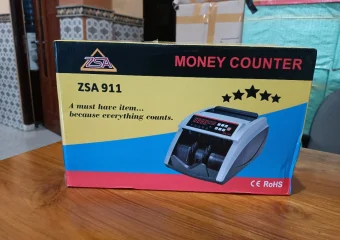 ZSA
MONEY COUNTER
ZSA 911
A must have item...
because everything counts.
CE RoHS